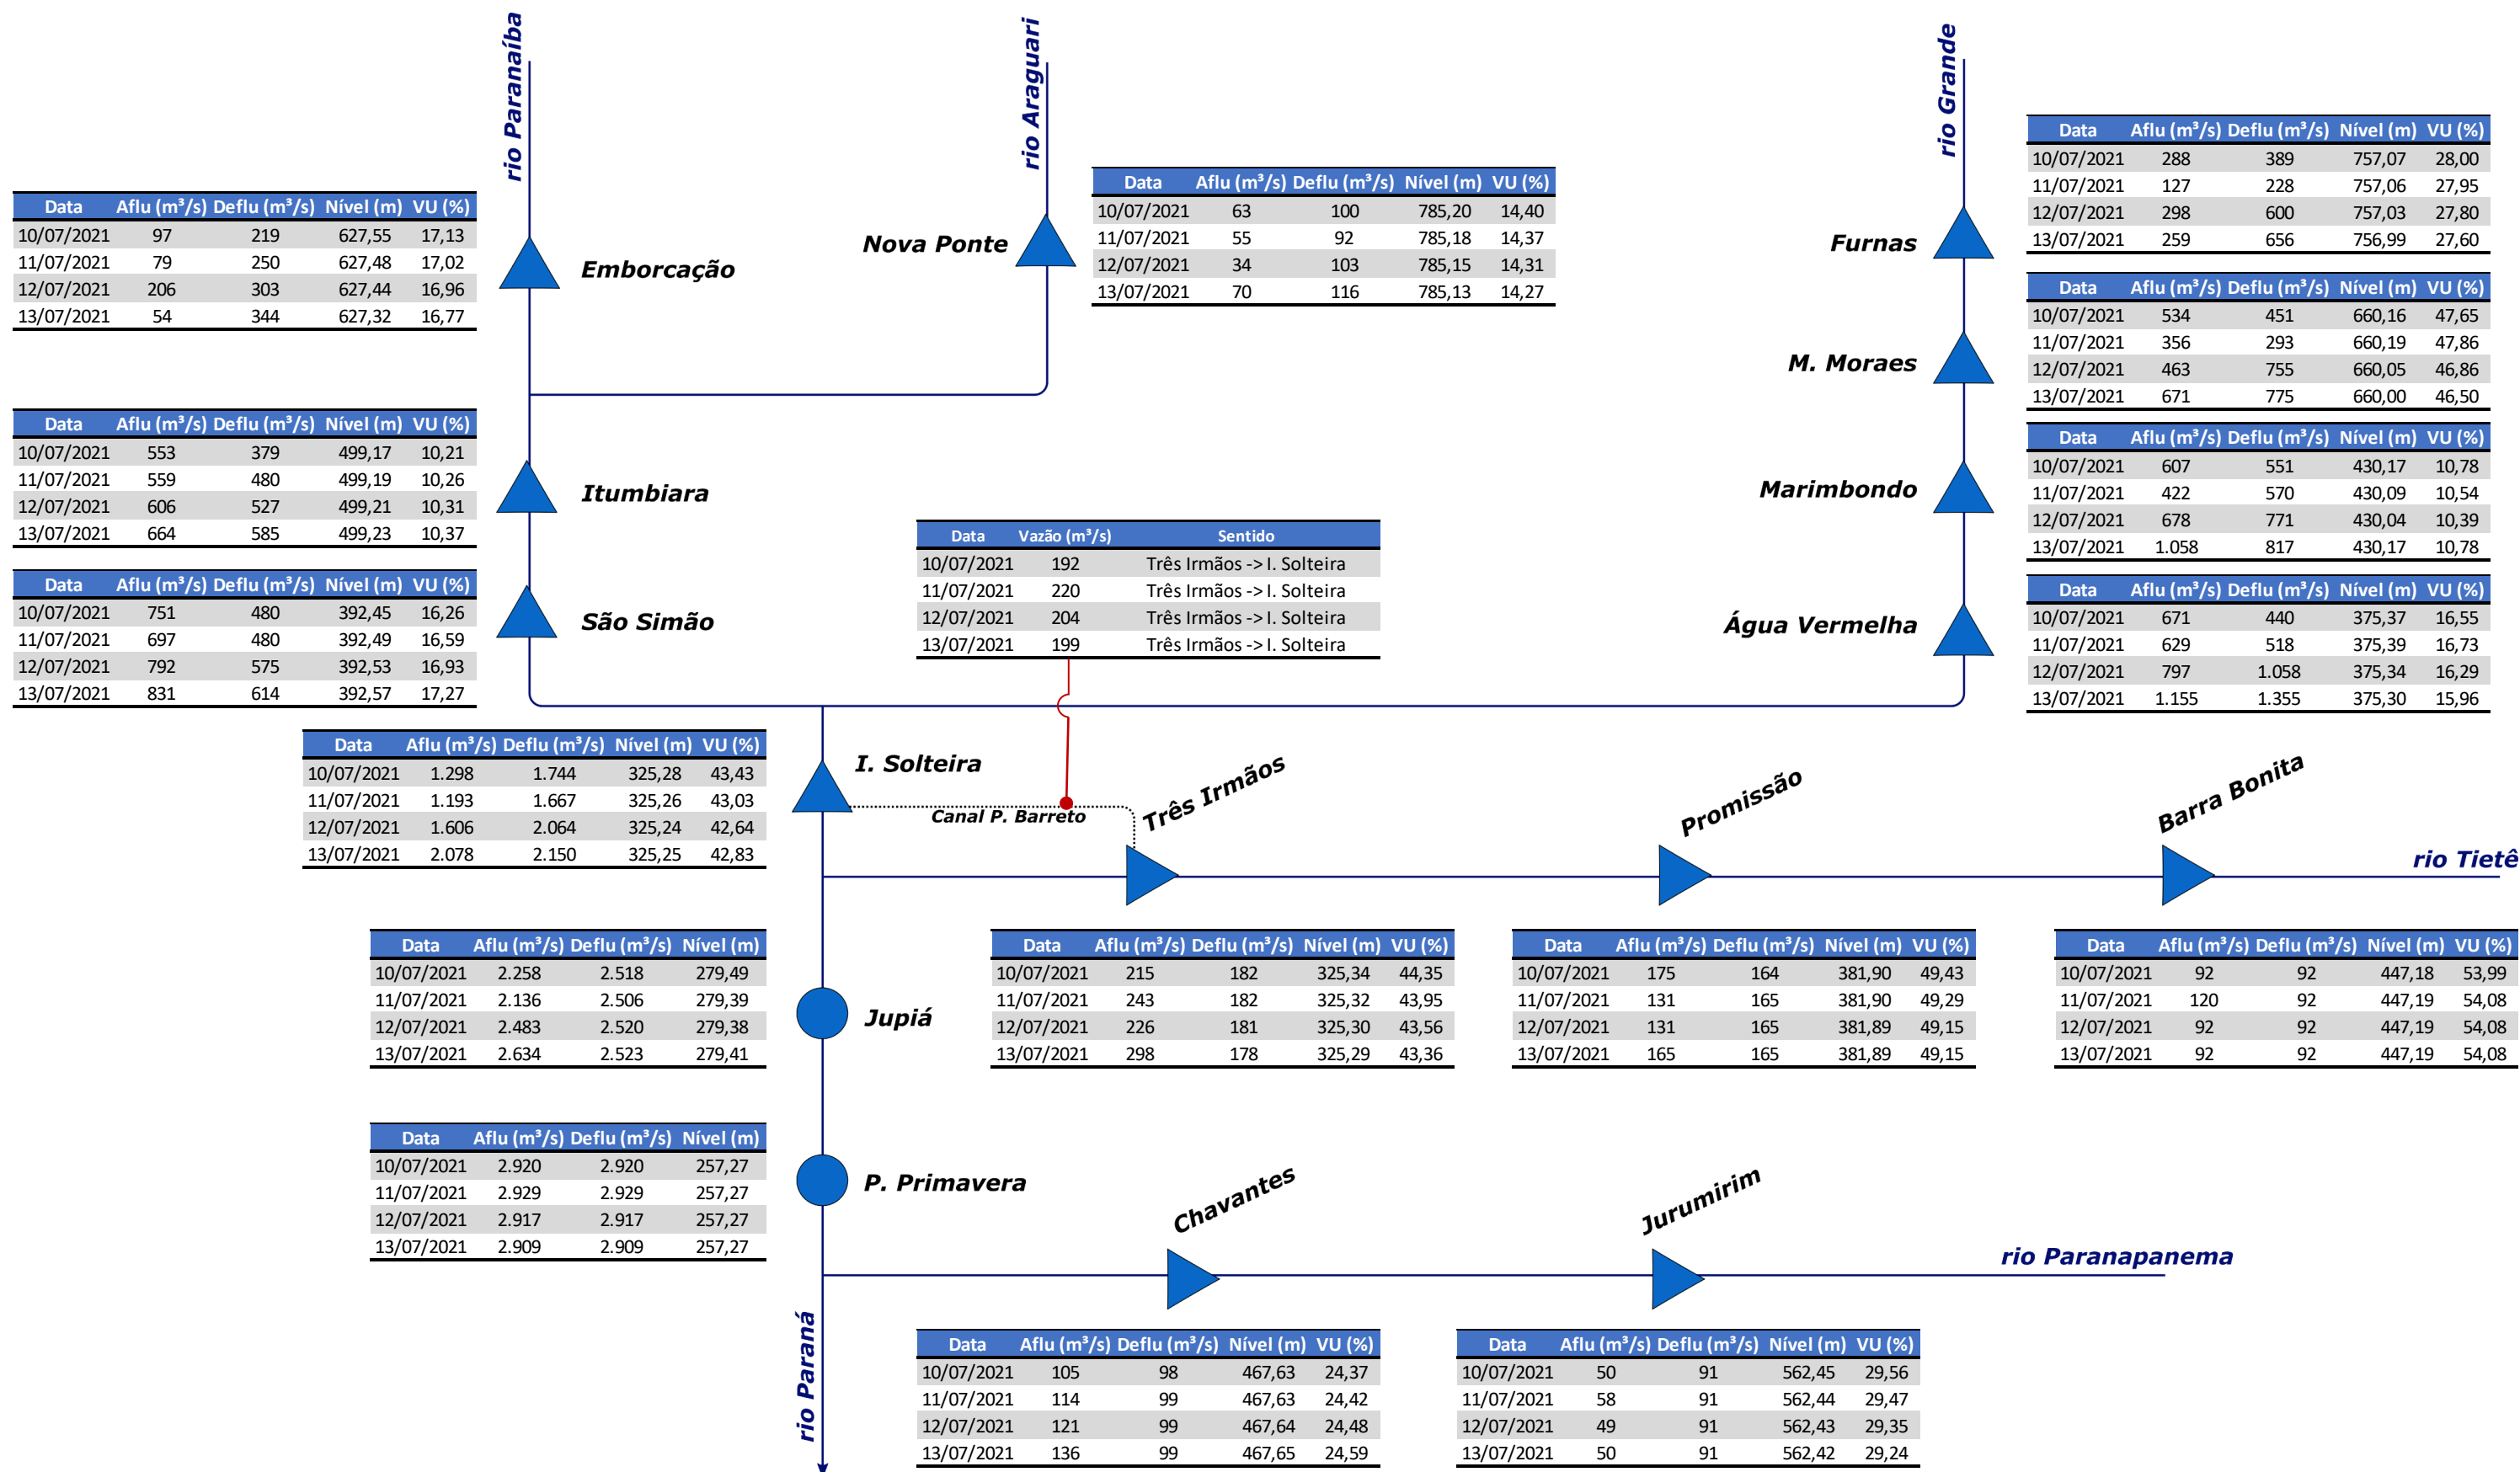 rio Paranaíba
rio Araguari
rio Grande
Data Aflu (m³/s) Deflu (m³/s) Nível (m) VU (%)
10/07/2021 288 389 757,07 28,00
11/07/2021 127 228 757,06 27,95
12/07/2021 298 600 757,03 27,80
13/07/2021 259 656 756,99 27,60
Furnas
Data Aflu (m³/s) Deflu (m³/s) Nível (m) VU (%)
10/07/2021 63 100 785,20 14,40
11/07/2021 55 92 785,18 14,37
12/07/2021 34 103 785,15 14,31
13/07/2021 70 116 785,13 14,27
Nova Ponte
Data Aflu (m³/s) Deflu (m³/s) Nível (m) VU (%)
10/07/2021 97 219 627,55 17,13
11/07/2021 79 250 627,48 17,02
12/07/2021 206 303 627,44 16,96
13/07/2021 54 344 627,32 16,77
Emborcação
Data Aflu (m³/s) Deflu (m³/s) Nível (m) VU (%)
10/07/2021 534 451 660,16 47,65
11/07/2021 356 293 660,19 47,86
12/07/2021 463 755 660,05 46,86
13/07/2021 671 775 660,00 46,50
M. Moraes
Data Aflu (m³/s) Deflu (m³/s) Nível (m) VU (%)
10/07/2021 553 379 499,17 10,21
11/07/2021 559 480 499,19 10,26
12/07/2021 606 527 499,21 10,31
13/07/2021 664 585 499,23 10,37
Itumbiara
Data Aflu (m³/s) Deflu (m³/s) Nível (m) VU (%)
10/07/2021 607 551 430,17 10,78
11/07/2021 422 570 430,09 10,54
12/07/2021 678 771 430,04 10,39
13/07/2021 1.058 817 430,17 10,78
Marimbondo
Data Vazão (m³/s) Sentido
10/07/2021 192 Três Irmãos -> I. Solteira
11/07/2021 220 Três Irmãos -> I. Solteira
12/07/2021 204 Três Irmãos -> I. Solteira
13/07/2021 199 Três Irmãos -> I. Solteira
Data Aflu (m³/s) Deflu (m³/s) Nível (m) VU (%)
10/07/2021 751 480 392,45 16,26
11/07/2021 697 480 392,49 16,59
12/07/2021 792 575 392,53 16,93
13/07/2021 831 614 392,57 17,27
São Simão
Data Aflu (m³/s) Deflu (m³/s) Nível (m) VU (%)
10/07/2021 671 440 375,37 16,55
11/07/2021 629 518 375,39 16,73
12/07/2021 797 1.058 375,34 16,29
13/07/2021 1.155 1.355 375,30 15,96
Água Vermelha
Data Aflu (m³/s) Deflu (m³/s) Nível (m) VU (%)
10/07/2021 1.298 1.744 325,28 43,43
11/07/2021 1.193 1.667 325,26 43,03
12/07/2021 1.606 2.064 325,24 42,64
13/07/2021 2.078 2.150 325,25 42,83
I. Solteira
Canal P. Barreto
Três Irmãos
Promissão
Barra Bonita
rio Tietê
Data Aflu (m³/s) Deflu (m³/s) Nível (m)
10/07/2021 2.258 2.518 279,49
11/07/2021 2.136 2.506 279,39
12/07/2021 2.483 2.520 279,38
13/07/2021 2.634 2.523 279,41
Jupiá
Data Aflu (m³/s) Deflu (m³/s) Nível (m) VU (%)
10/07/2021 215 182 325,34 44,35
11/07/2021 243 182 325,32 43,95
12/07/2021 226 181 325,30 43,56
13/07/2021 298 178 325,29 43,36
Data Aflu (m³/s) Deflu (m³/s) Nível (m) VU (%)
10/07/2021 175 164 381,90 49,43
11/07/2021 131 165 381,90 49,29
12/07/2021 131 165 381,89 49,15
13/07/2021 165 165 381,89 49,15
Data Aflu (m³/s) Deflu (m³/s) Nível (m) VU (%)
10/07/2021 92 92 447,18 53,99
11/07/2021 120 92 447,19 54,08
12/07/2021 92 92 447,19 54,08
13/07/2021 92 92 447,19 54,08
Data Aflu (m³/s) Deflu (m³/s) Nível (m)
10/07/2021 2.920 2.920 257,27
11/07/2021 2.929 2.929 257,27
12/07/2021 2.917 2.917 257,27
13/07/2021 2.909 2.909 257,27
P. Primavera
Chavantes
Jurumirim
rio Paranapanema
rio Paraná
Data Aflu (m³/s) Deflu (m³/s) Nível (m) VU (%)
10/07/2021 105 98 467,63 24,37
11/07/2021 114 99 467,63 24,42
12/07/2021 121 99 467,64 24,48
13/07/2021 136 99 467,65 24,59
Data Aflu (m³/s) Deflu (m³/s) Nível (m) VU (%)
10/07/2021 50 91 562,45 29,56
11/07/2021 58 91 562,44 29,47
12/07/2021 49 91 562,43 29,35
13/07/2021 50 91 562,42 29,24